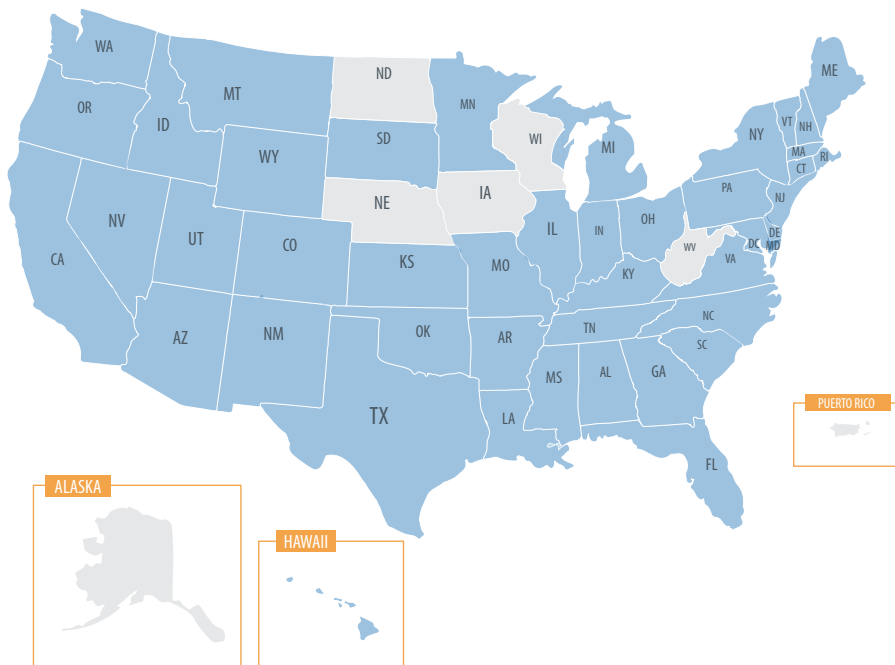 WA
MT
ND
MN
ME
OR
ID
SD
WY
WI
MI
NY
VT
NH
MA
RI
CT
NV
UT
CO
NE
IA
IL
IN
OH
PA
NJ
CA
KS
MO
KY
WV
VA
DC
DE
MD
AZ
NM
OK
AR
TN
NC
SC
TX
LA
MS
AL
GA
FL
PUERTO RICO
ALASKA
HAWAII